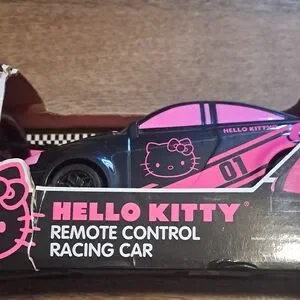 HELLO KITTY
01
HELLO KITTY®
REMOTE CONTROL
RACING CAR